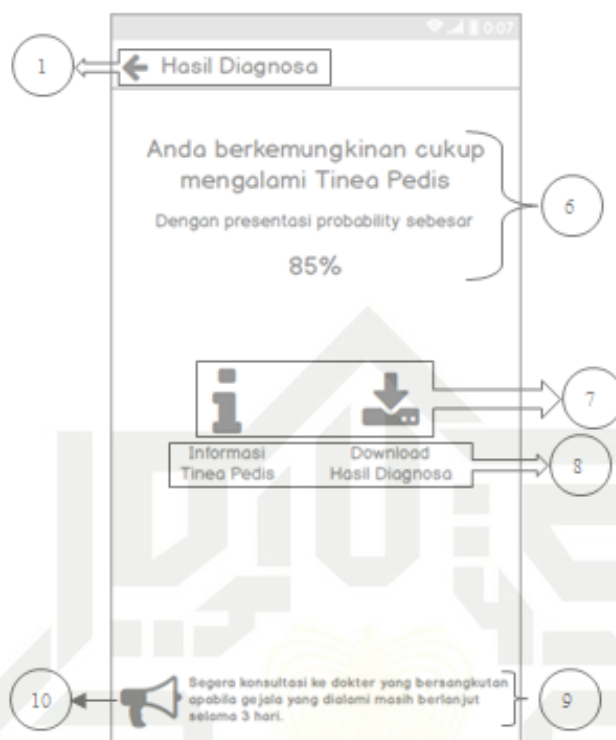 0:07
1
Hasil Diagnosa
Anda berkemungkinan cukup
mengalami Tinea Pedis
Dengan presentasi probability sebesar
85%
6
7
Informasi
Tinea Pedis
Download
Hasil Diagnosa
8
10
Segera konsultasi ke dokter yang bersangkutan
apabila gejala yang dialami masih berlanjut
selama 3 hari.
9